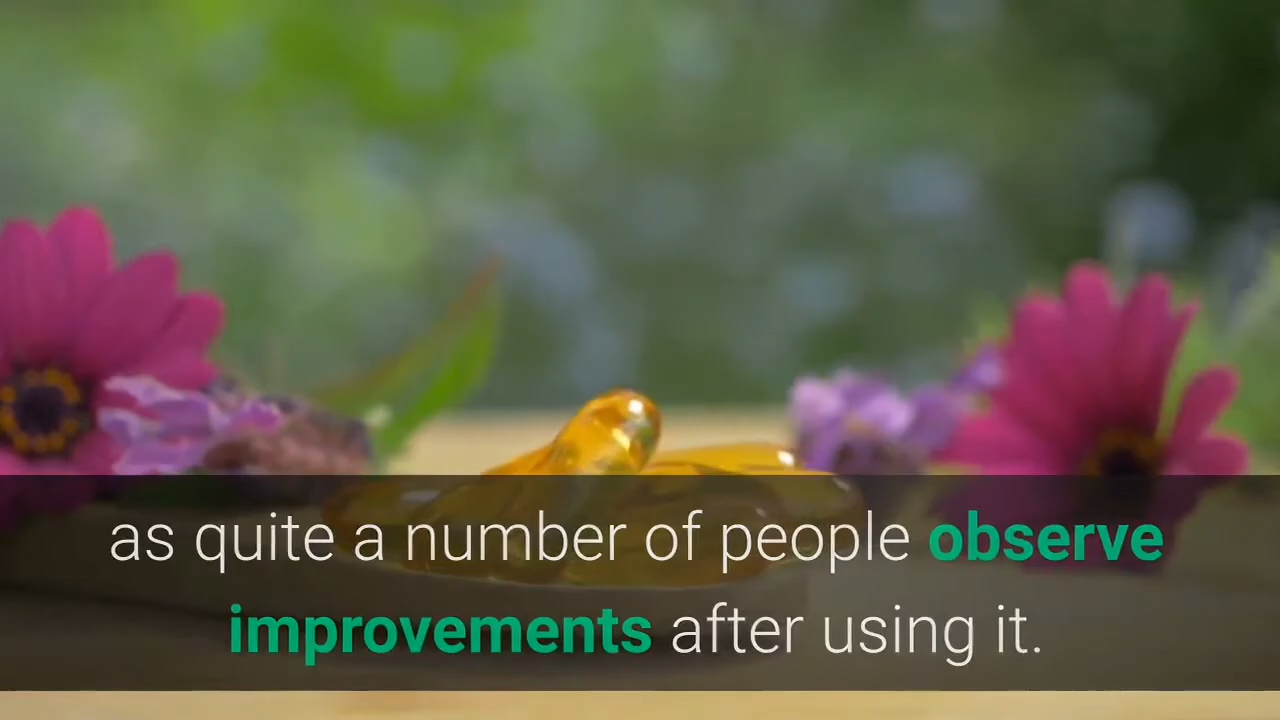 as quite a number of people observe
improvements after using it.